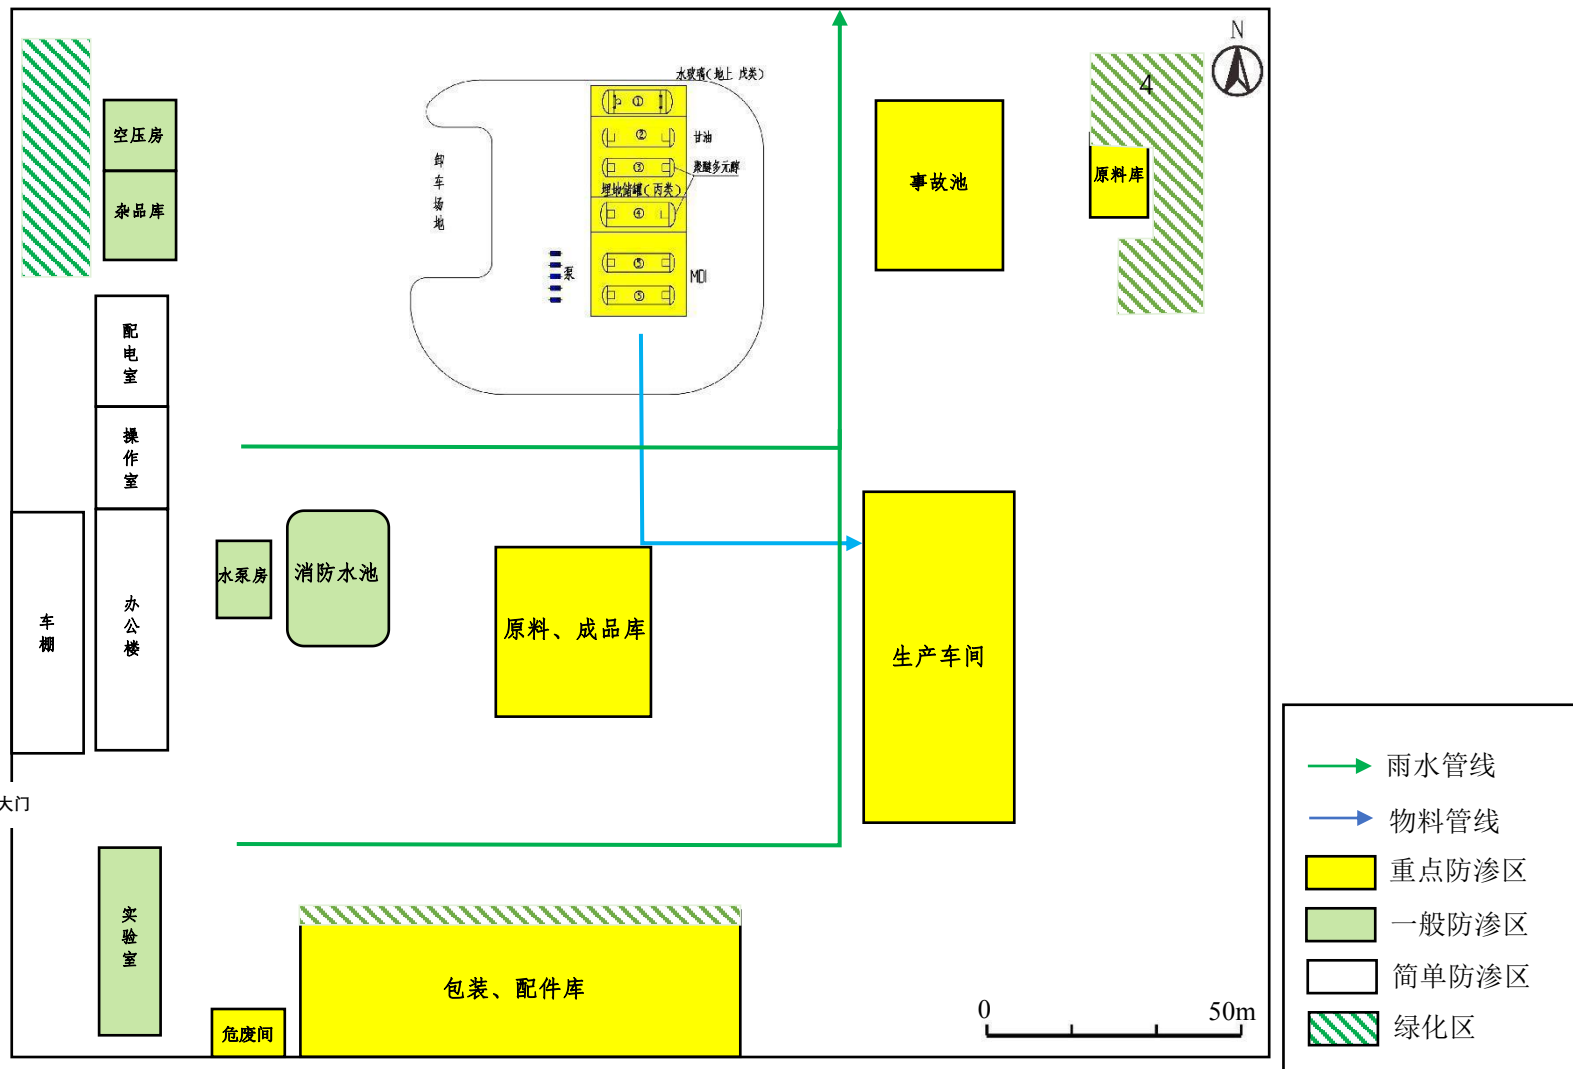 N
4
水玻璃(地上 戊类)
①
空压房
②
甘油
卸车场地
③
聚醚多元醇
事故池
原料库
埋地储罐(丙类)
杂品库
④
⑤
泵
MDI
⑤
配电室
操作室
水泵房
消防水池
车棚
办公楼
原料、成品库
生产车间
大门
雨水管线
物料管线
重点防渗区
实验室
一般防渗区
包装、配件库
简单防渗区
0
50m
危废间
绿化区